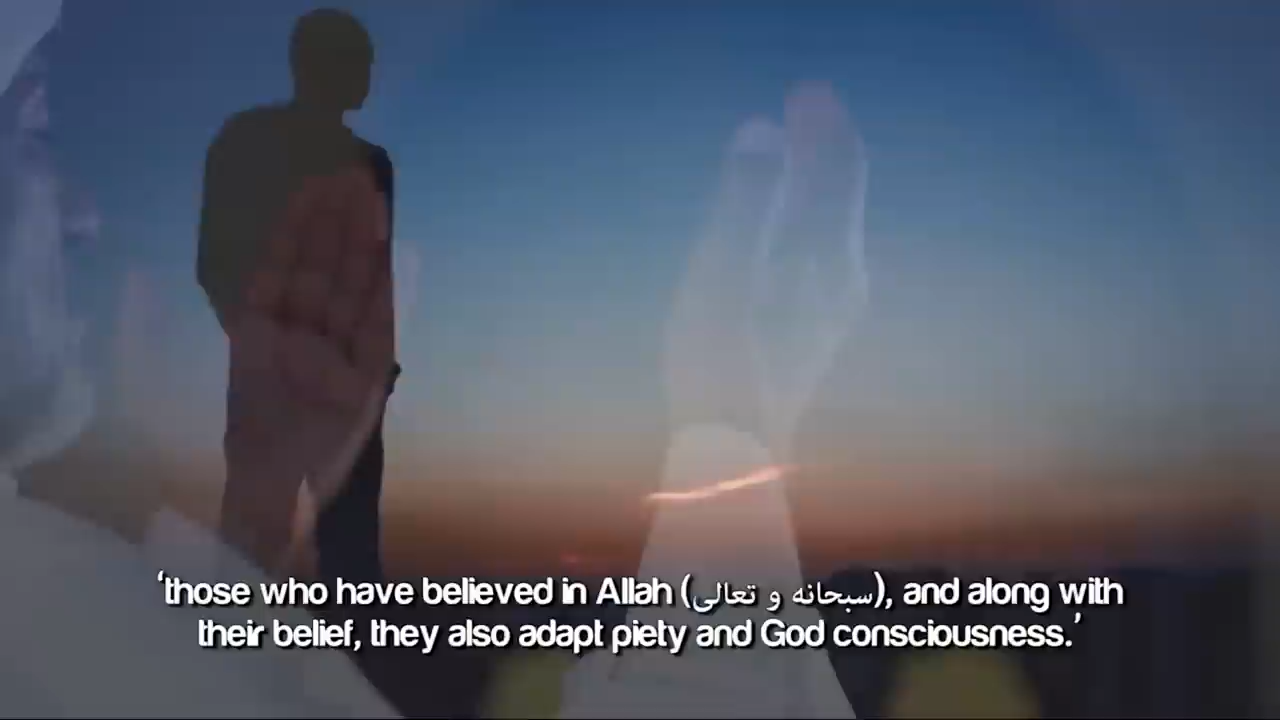 ‘those who have believed in Allah (سبحانه و تعالی), and along with
their belief, they also adapt piety and God consciousness.’